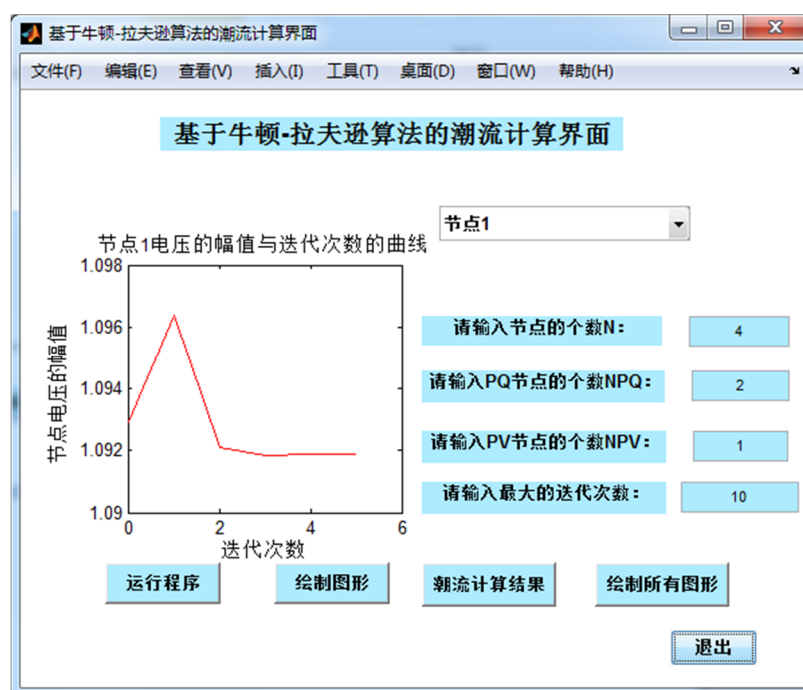 基于牛顿-拉夫逊算法的潮流计算界面
文件(F) 编辑(E) 查看(V) 插入(I) 工具(T) 桌面(D) 窗口(W) 帮助(H)
基于牛顿-拉夫逊算法的潮流计算界面
节点1
节点1电压的幅值与迭代次数的曲线
节点电压的幅值
1.098
1.096
1.094
1.092
1.09
0 2 4 6
迭代次数
请输入节点的个数N： 4
请输入PQ节点的个数NPQ： 2
请输入PV节点的个数NPV： 1
请输入最大的迭代次数： 10
运行程序 绘制图形 潮流计算结果 绘制所有图形
退出